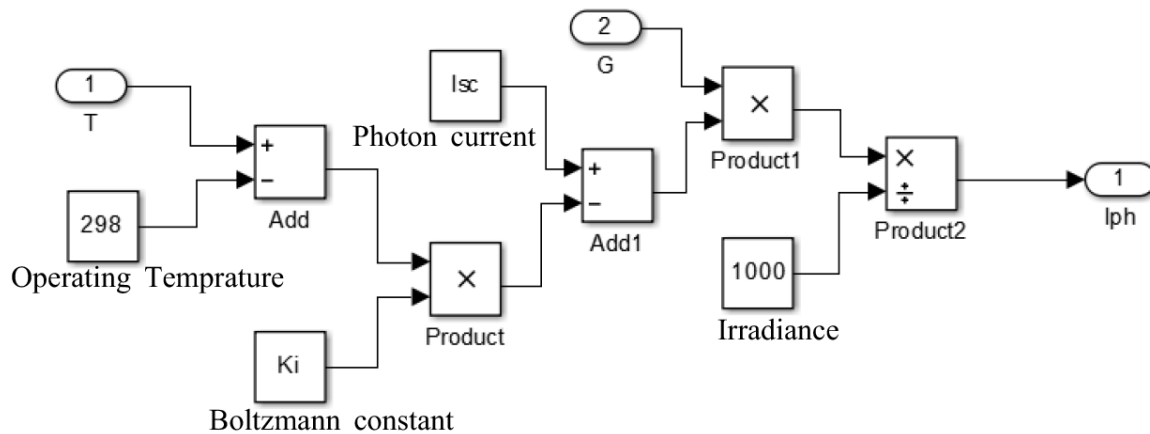 2
G
Isc
Photon current
1
T
+
−
Add
298
Operating Temprature
×
Product
Ki
Boltzmann constant
+
−
Add1
×
Product1
1000
Irradiance
×
÷
Product2
1
Iph